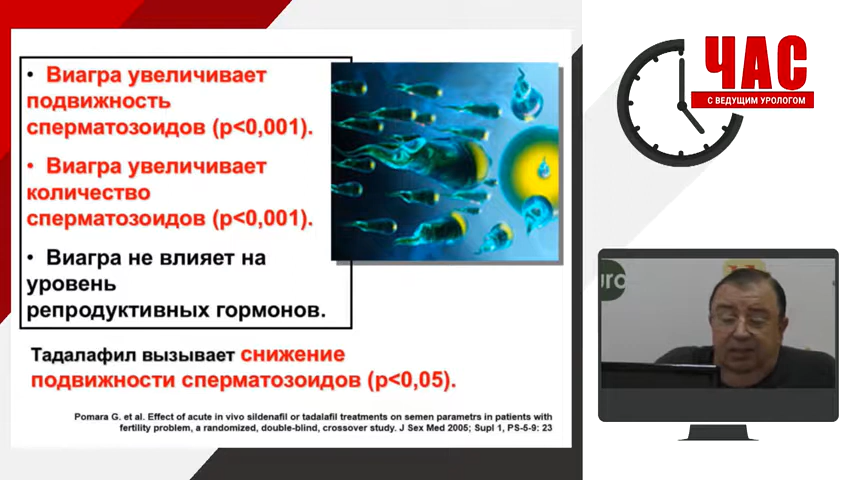 • Виагра увеличивает
подвижность
сперматозоидов (p<0,001).
• Виагра увеличивает
количество
сперматозоидов (p<0,001).
• Виагра не влияет на
уровень
репродуктивных гормонов.
Тадалафил вызывает снижение
подвижности сперматозоидов (p<0,05).
Pomara G. et al. Effect of acute in vivo sildenafil or tadalafil treatments on semen parametrs in patients with
fertility problem, a randomized, double-blind, crossover study. J Sex Med 2005; Supl 1, PS-5-9: 23
ЧАС
С ВЕДУЩИМ УРОЛОГОМ
uro